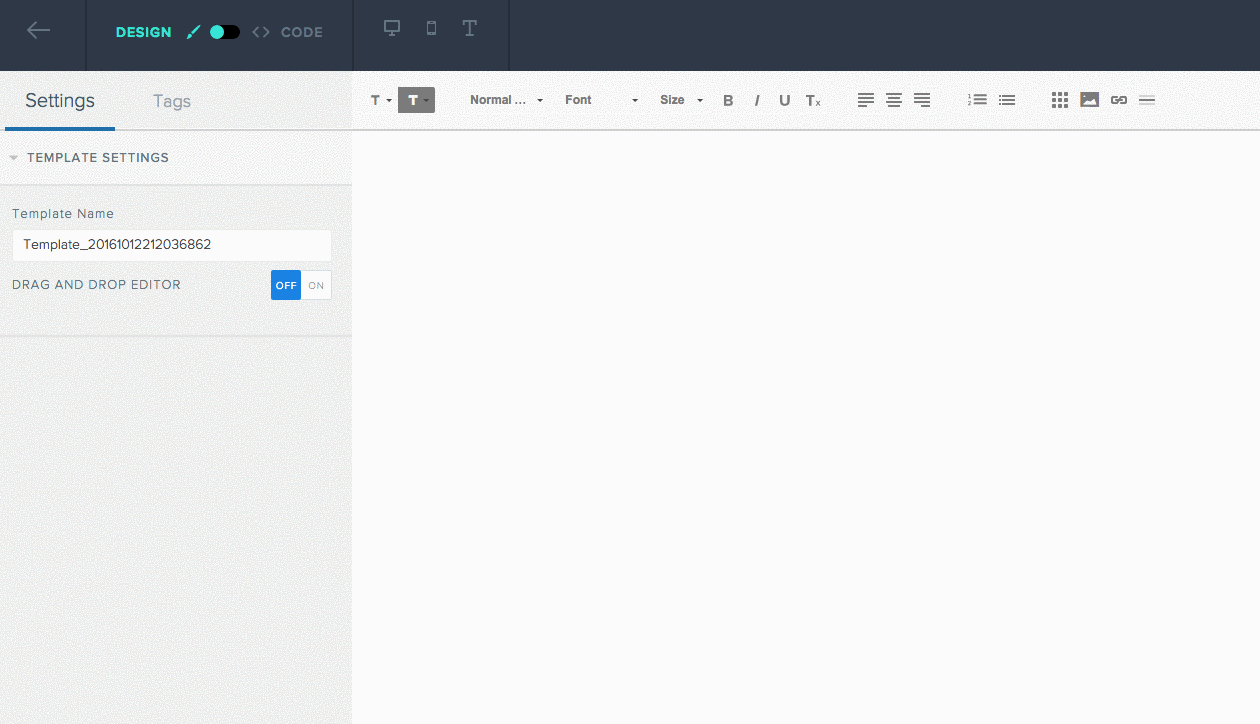 DESIGN CODE
Settings Tags
T T Normal ... Font Size B I U Tx
TEMPLATE SETTINGS
Template Name
Template_20161012212036862
DRAG AND DROP EDITOR OFF ON